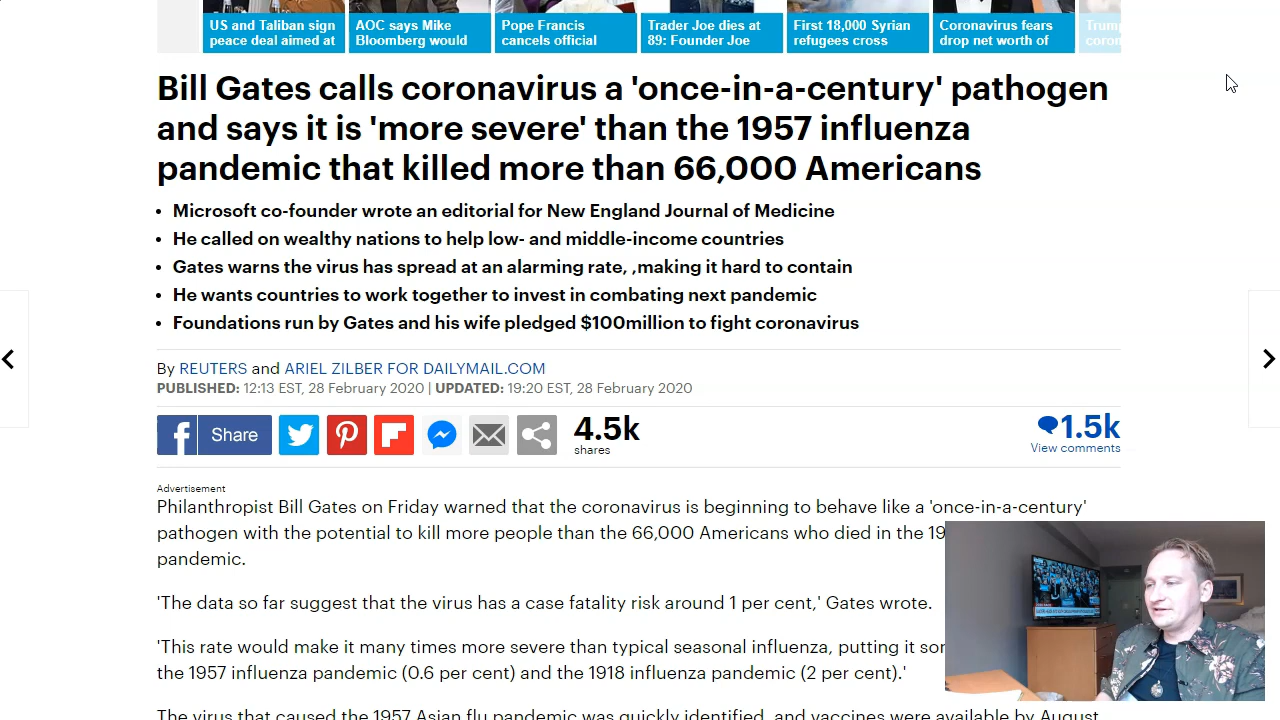 US and Taliban sign
peace deal aimed at
AOC says Mike
Bloomberg would
Pope Francis
cancels official
Trader Joe dies at
89: Founder Joe
First 18,000 Syrian
refugees cross
Coronavirus fears
drop net worth of
Trump
coron
Bill Gates calls coronavirus a 'once-in-a-century' pathogen
and says it is 'more severe' than the 1957 influenza
pandemic that killed more than 66,000 Americans
• Microsoft co-founder wrote an editorial for New England Journal of Medicine
• He called on wealthy nations to help low- and middle-income countries
• Gates warns the virus has spread at an alarming rate, ,making it hard to contain
• He wants countries to work together to invest in combating next pandemic
• Foundations run by Gates and his wife pledged $100million to fight coronavirus
By REUTERS and ARIEL ZILBER FOR DAILYMAIL.COM
PUBLISHED: 12:13 EST, 28 February 2020 | UPDATED: 19:20 EST, 28 February 2020
Share
4.5k
shares
1.5k
View comments
Advertisement
Philanthropist Bill Gates on Friday warned that the coronavirus is beginning to behave like a 'once-in-a-century'
pathogen with the potential to kill more people than the 66,000 Americans who died in the 19
pandemic.
'The data so far suggest that the virus has a case fatality risk around 1 per cent,' Gates wrote.
'This rate would make it many times more severe than typical seasonal influenza, putting it so
the 1957 influenza pandemic (0.6 per cent) and the 1918 influenza pandemic (2 per cent).'
The virus that caused the 1957 Asian flu pandemic was quickly identified, and vaccines were available by August